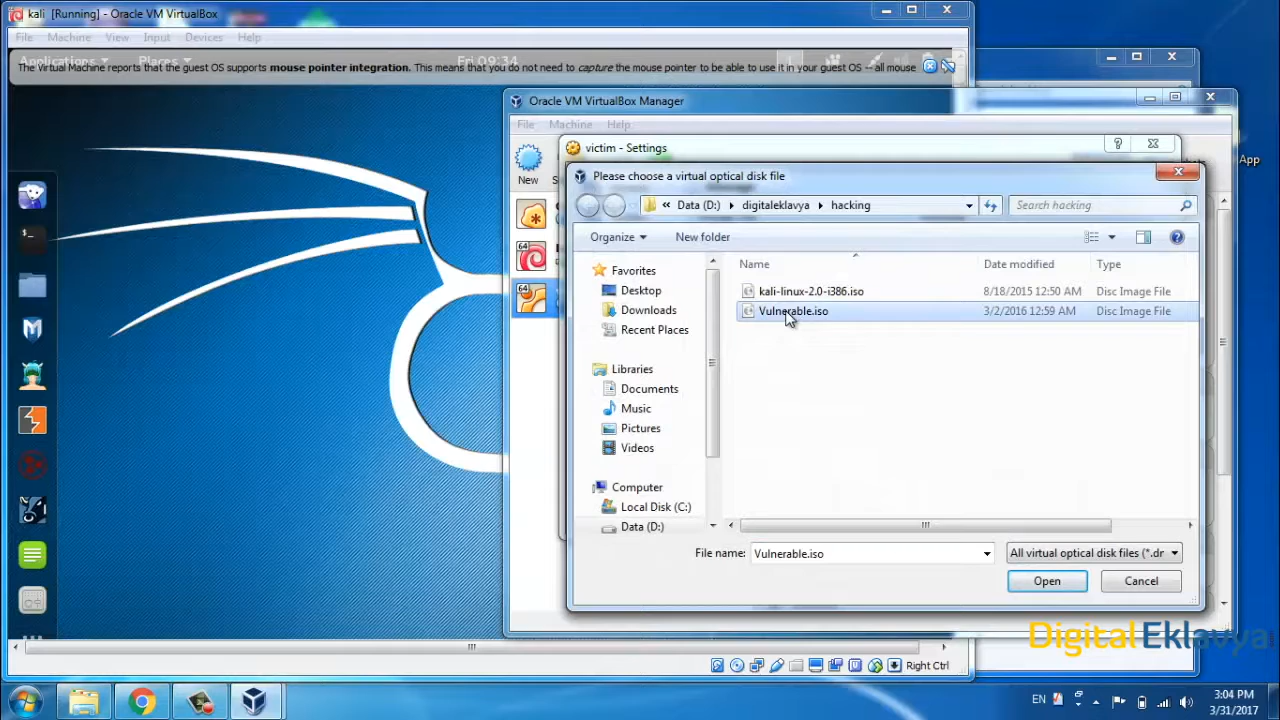 kali [Running] - Oracle VM VirtualBox
File Machine View Input Devices Help
Applications Places Fri 09:34
The Virtual Machine reports that the guest OS supports mouse pointer integration. This means that you do not need to capture the mouse pointer to be able to use it in your guest OS -- all mouse
Oracle VM VirtualBox Manager
File Machine Help
New
victim - Settings
Please choose a virtual optical disk file
« Data (D:) digitaleklavya hacking
Search hacking
Organize New folder
Name Date modified Type
kali-linux-2.0-i386.iso 8/18/2015 12:50 AM Disc Image File
Vulnerable.iso 3/2/2016 12:59 AM Disc Image File
Favorites
Desktop
Downloads
Recent Places
Libraries
Documents
Music
Pictures
Videos
Computer
Local Disk (C:)
Data (D:)
File name: Vulnerable.iso All virtual optical disk files (*.dr
Open Cancel
App
64
64
Digital Eklavya
Right Ctrl
EN
3:04 PM
3/31/2017